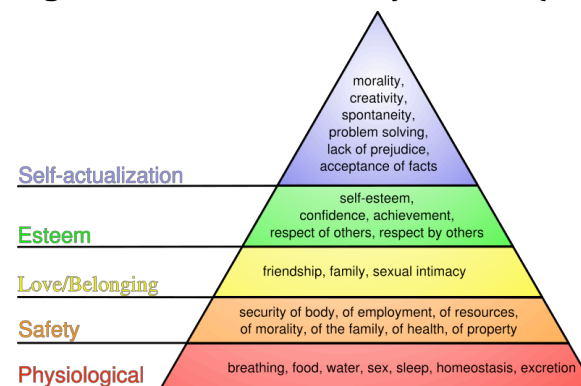 morality,
creativity,
spontaneity,
problem solving,
lack of prejudice,
acceptance of facts
Self-actualization
self-esteem,
confidence, achievement,
respect of others, respect by others
Esteem
friendship, family, sexual intimacy
Love/Belonging
security of body, of employment, of resources,
of morality, of the family, of health, of property
Safety
breathing, food, water, sex, sleep, homeostasis, excretion
Physiological